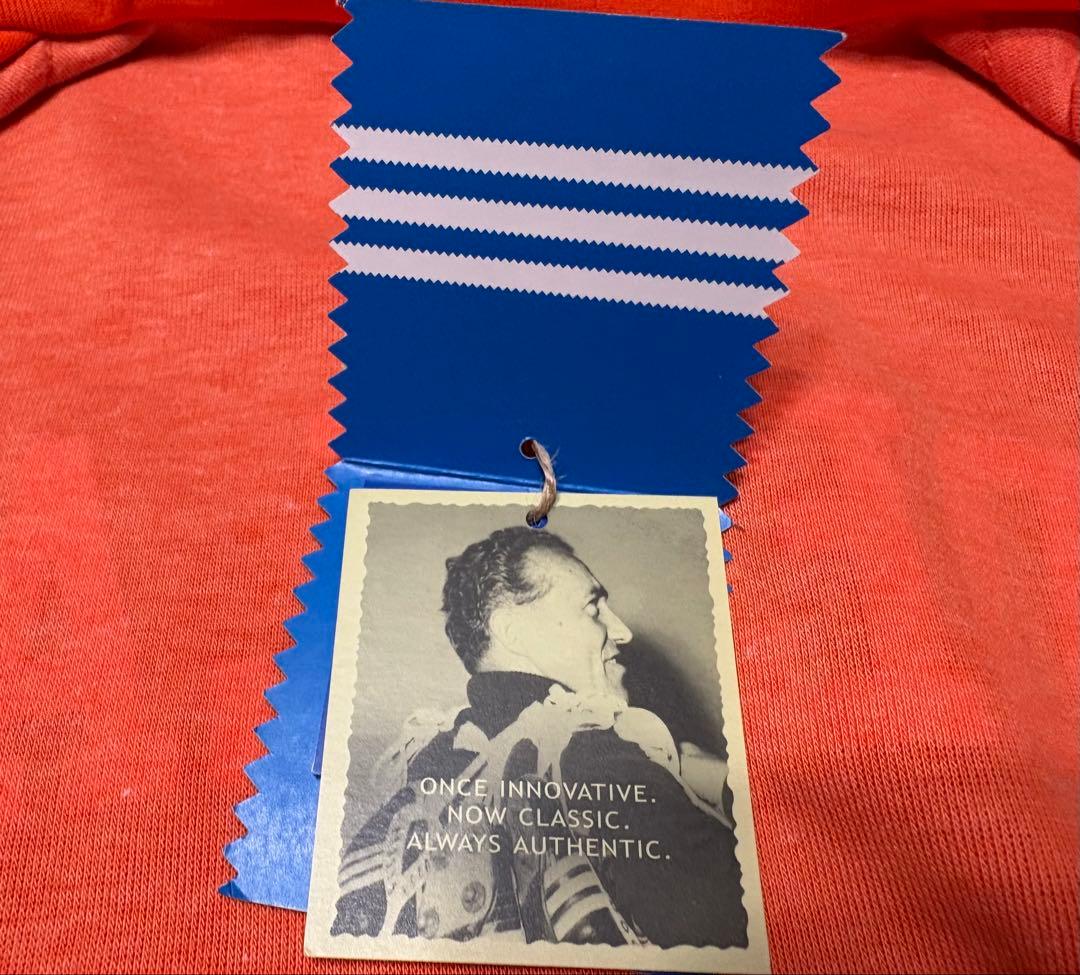 ONCE INNOVATIVE.
NOW CLASSIC.
ALWAYS AUTHENTIC.